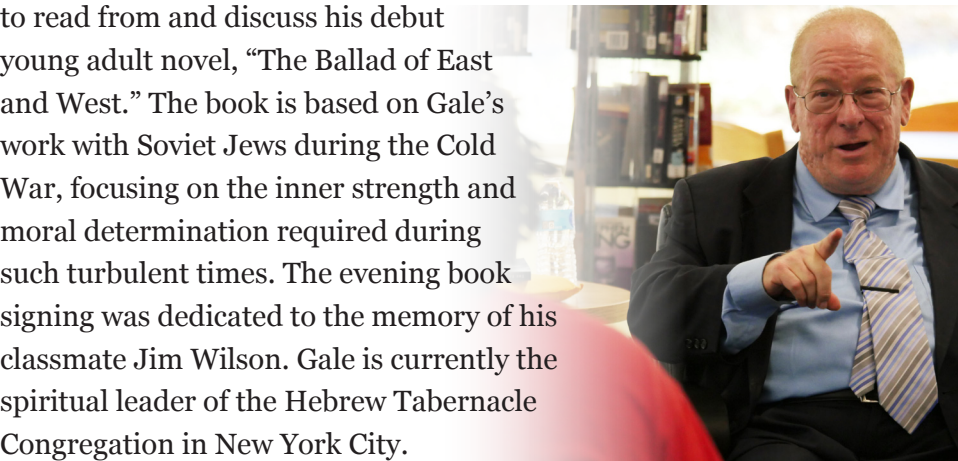 to read from and discuss his debut
young adult novel, “The Ballad of East
and West.” The book is based on Gale’s
work with Soviet Jews during the Cold
War, focusing on the inner strength and
moral determination required during
such turbulent times. The evening book
signing was dedicated to the memory of his
classmate Jim Wilson. Gale is currently the
spiritual leader of the Hebrew Tabernacle
Congregation in New York City.